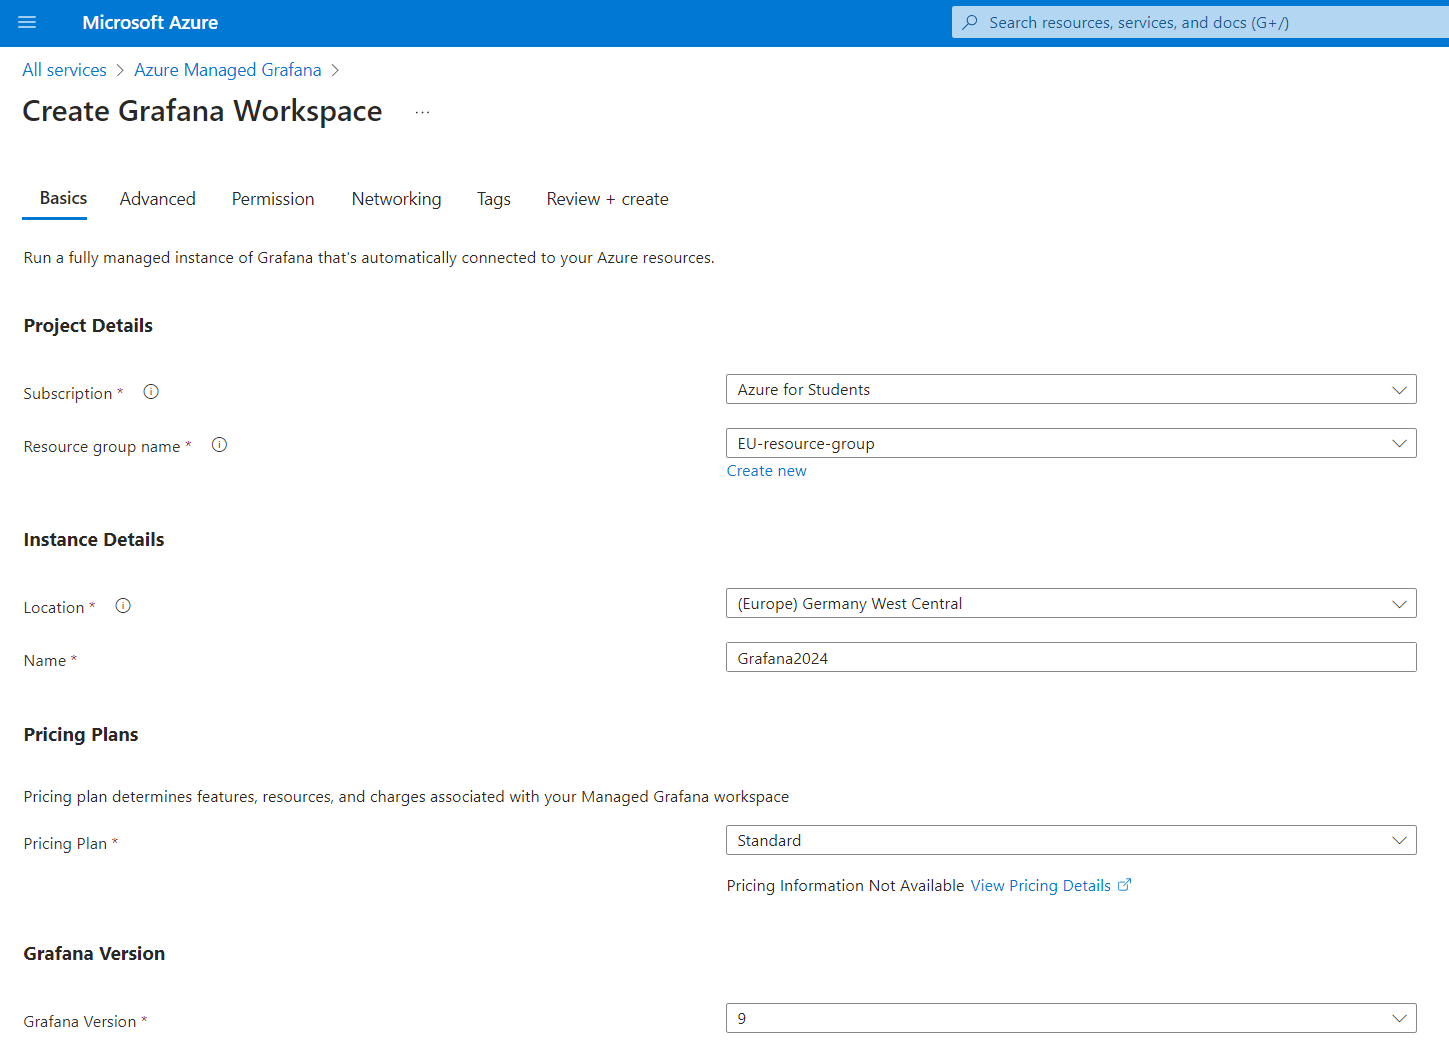 Microsoft Azure
Search resources, services, and docs (G+/)
All services > Azure Managed Grafana >
Create Grafana Workspace ...
Basics Advanced Permission Networking Tags Review + create
Run a fully managed instance of Grafana that's automatically connected to your Azure resources.
Project Details
Subscription * Azure for Students
Resource group name * EU-resource-group
Create new
Instance Details
Location * (Europe) Germany West Central
Name * Grafana2024
Pricing Plans
Pricing plan determines features, resources, and charges associated with your Managed Grafana workspace
Pricing Plan * Standard
Pricing Information Not Available View Pricing Details
Grafana Version
Grafana Version * 9